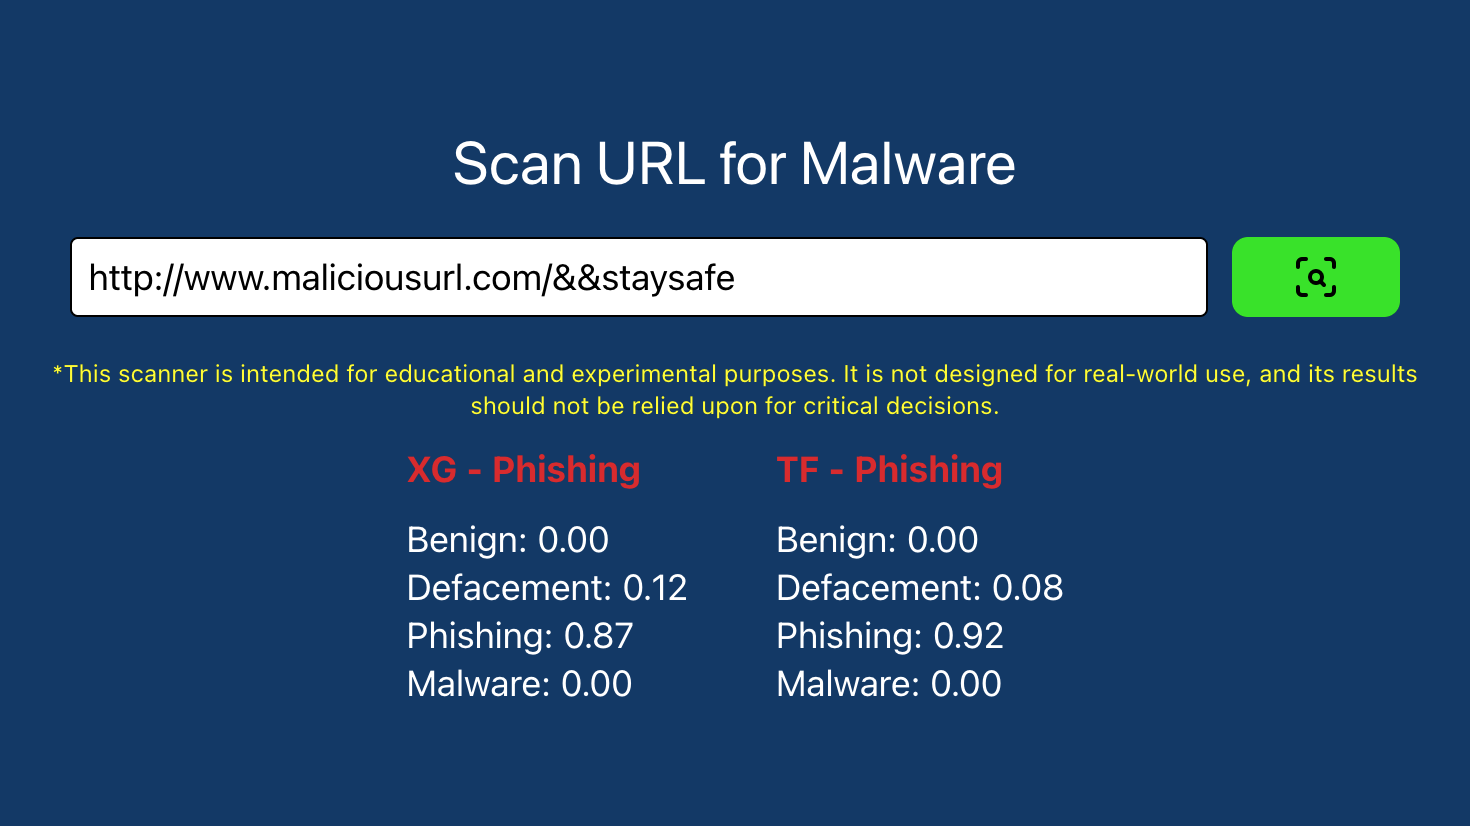 Scan URL for Malware
http://www.maliciousurl.com/&&staysafe
*This scanner is intended for educational and experimental purposes. It is not designed for real-world use, and its results
should not be relied upon for critical decisions.
XG - Phishing
Benign: 0.00
Defacement: 0.12
Phishing: 0.87
Malware: 0.00
TF - Phishing
Benign: 0.00
Defacement: 0.08
Phishing: 0.92
Malware: 0.00